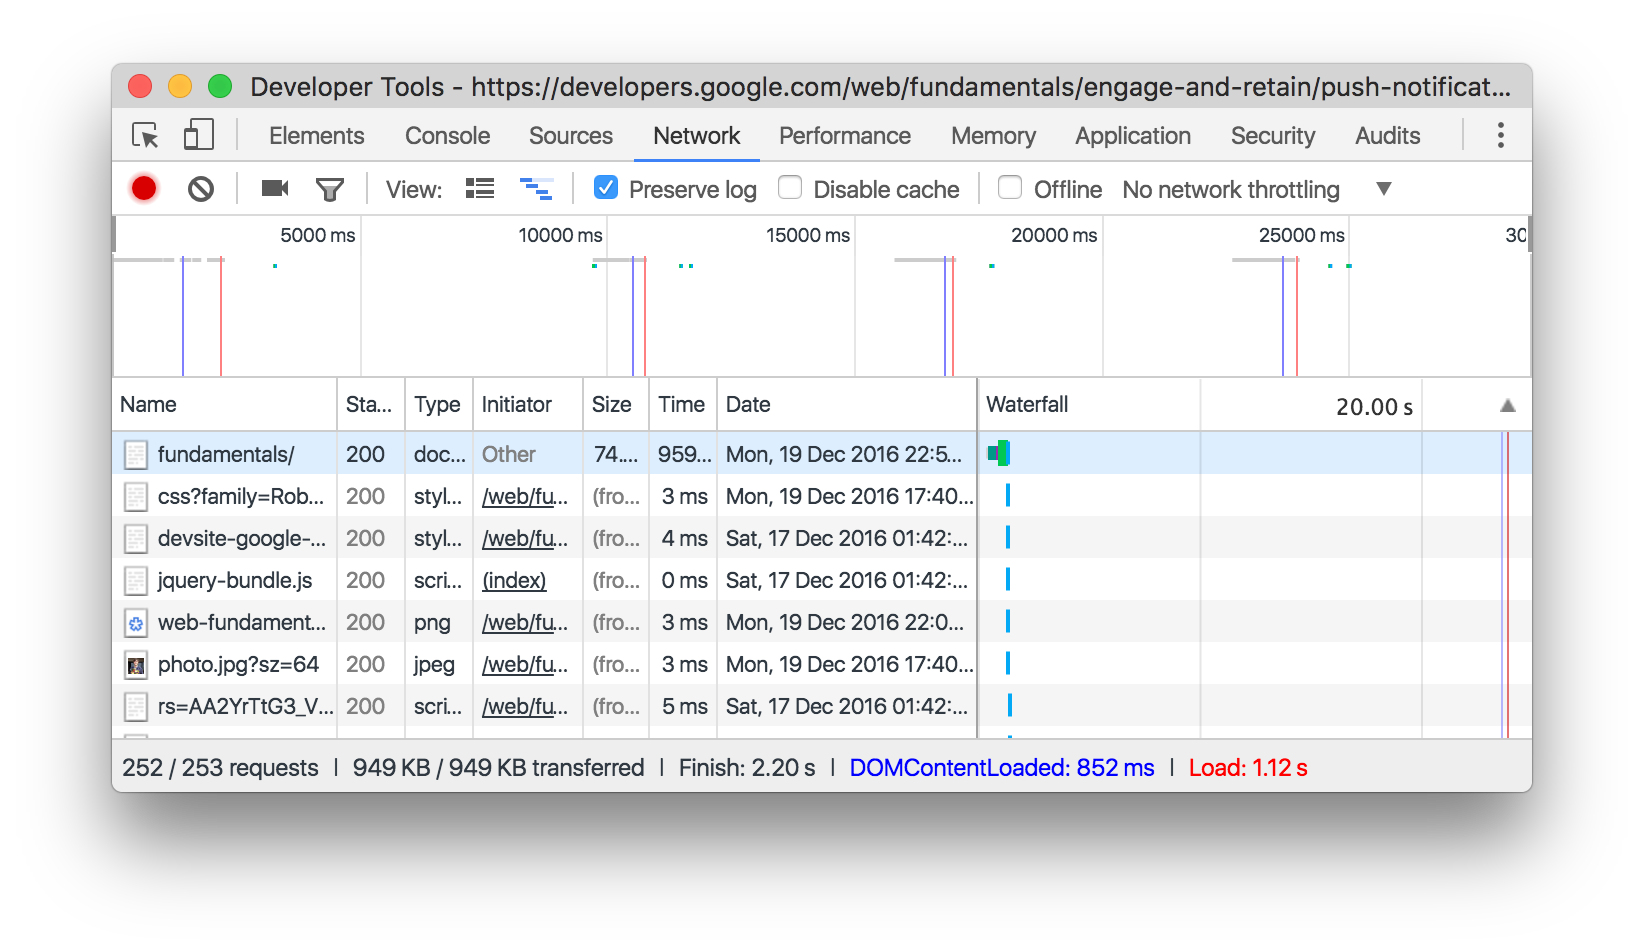 Developer Tools - https://developers.google.com/web/fundamentals/engage-and-retain/push-notificat...
Elements Console Sources Network Performance Memory Application Security Audits
View: Preserve log Disable cache Offline No network throttling
5000 ms 10000 ms 15000 ms 20000 ms 25000 ms 30
Name Sta... Type Initiator Size Time Date Waterfall 20.00 s
fundamentals/ 200 doc... Other 74.... 959... Mon, 19 Dec 2016 22:5...
css?family=Rob... 200 styl... /web/fu... (fro... 3 ms Mon, 19 Dec 2016 17:40...
devsite-google-... 200 styl... /web/fu... (fro... 4 ms Sat, 17 Dec 2016 01:42:...
jquery-bundle.js 200 scri... (index) (fro... 0 ms Sat, 17 Dec 2016 01:42:...
web-fundament... 200 png /web/fu... (fro... 3 ms Mon, 19 Dec 2016 22:0...
photo.jpg?sz=64 200 jpeg /web/fu... (fro... 3 ms Mon, 19 Dec 2016 17:40...
rs=AA2YrTtG3_V... 200 scri... /web/fu... (fro... 5 ms Sat, 17 Dec 2016 01:42:...
252 / 253 requests | 949 KB / 949 KB transferred | Finish: 2.20 s | DOMContentLoaded: 852 ms | Load: 1.12 s